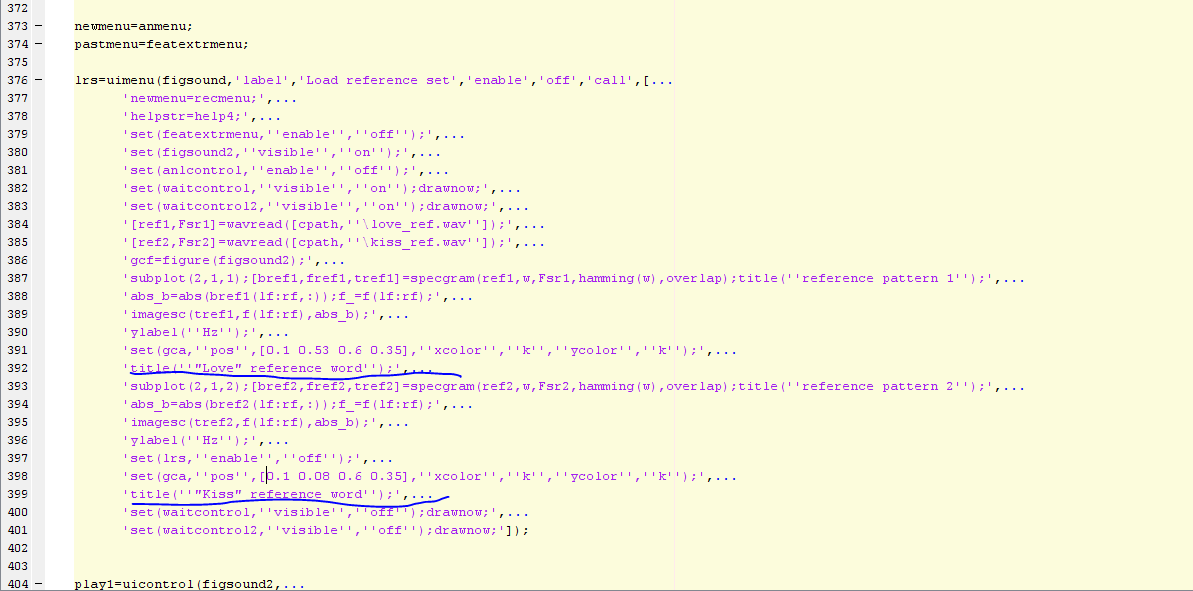 372
373 – newmenu=anmenu;
374 – pastmenu=featextrmenu;
375
376 – lrs=uimenu(figsound,'label','Load reference set','enable','off','call',[...
377 'newmenu=recmenu;',...
378 'helpstr=help4;',...
379 'set(featextrmenu,''enable'',''off'');',...
380 'set(figsound2,''visible'',''on'');',...
381 'set(anlcontrol,''enable'',''off'');',...
382 'set(waitcontrol,''visible'',''on'');drawnow;',...
383 'set(waitcontrol2,''visible'',''on'');drawnow;',...
384 '[ref1,Fsr1]=wavread([cpath,''\love_ref.wav'']);',...
385 '[ref2,Fsr2]=wavread([cpath,''\kiss_ref.wav'']);',...
386 'gcf=figure(figsound2);',...
387 'subplot(2,1,1);[bref1,fref1,tref1]=specgram(ref1,w,Fsr1,hamming(w),overlap);title(''reference pattern 1'');',...
388 'abs_b=abs(bref1(lf:rf,:));f_=f(lf:rf);',...
389 'imagesc(tref1,f(lf:rf),abs_b);',...
390 'ylabel(''Hz'');',...
391 'set(gca,''pos'',[0.1 0.53 0.6 0.35],''xcolor'',''k'',''ycolor'',''k'');',...
392 'title(''"Love" reference word'');',...
393 'subplot(2,1,2);[bref2,fref2,tref2]=specgram(ref2,w,Fsr2,hamming(w),overlap);title(''reference pattern 2'');',...
394 'abs_b=abs(bref2(lf:rf,:));f_=f(lf:rf);',...
395 'imagesc(tref2,f(lf:rf),abs_b);',...
396 'ylabel(''Hz'');',...
397 'set(lrs,''enable'',''off'');',...
398 'set(gca,''pos'',[0.1 0.08 0.6 0.35],''xcolor'',''k'',''ycolor'',''k'');',...
399 'title(''"Kiss" reference word'');',...
400 'set(waitcontrol,''visible'',''off'');drawnow;',...
401 'set(waitcontrol2,''visible'',''off'');drawnow;']);
402
403
404 – play1=uicontrol(figsound2,...